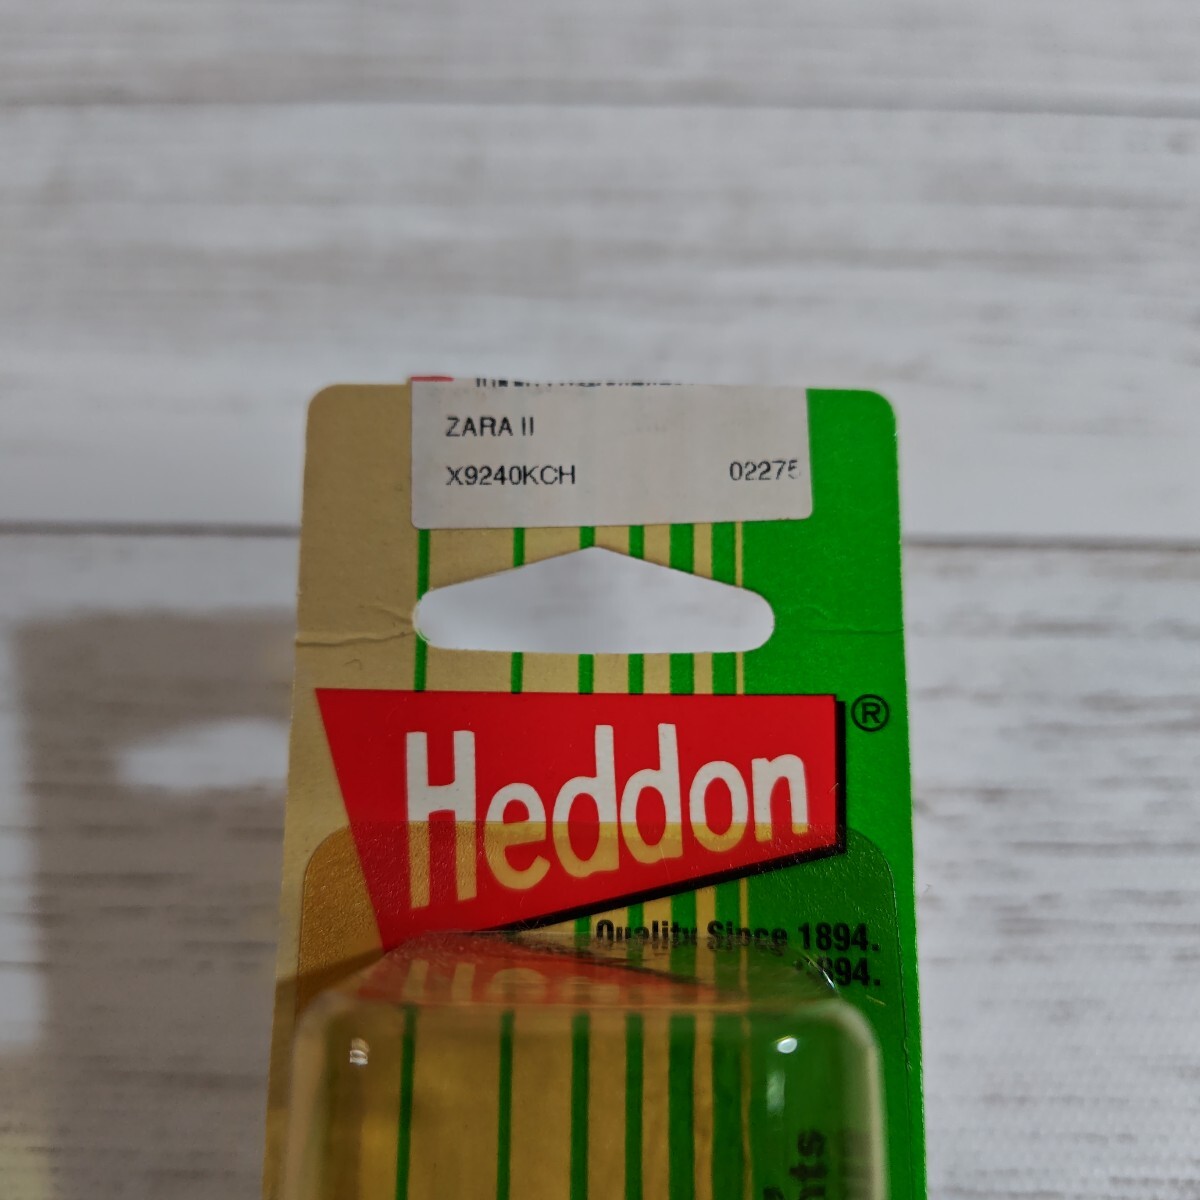 ZARA II
X9240KCH 02275
Heddon®
Quality Since 1894.